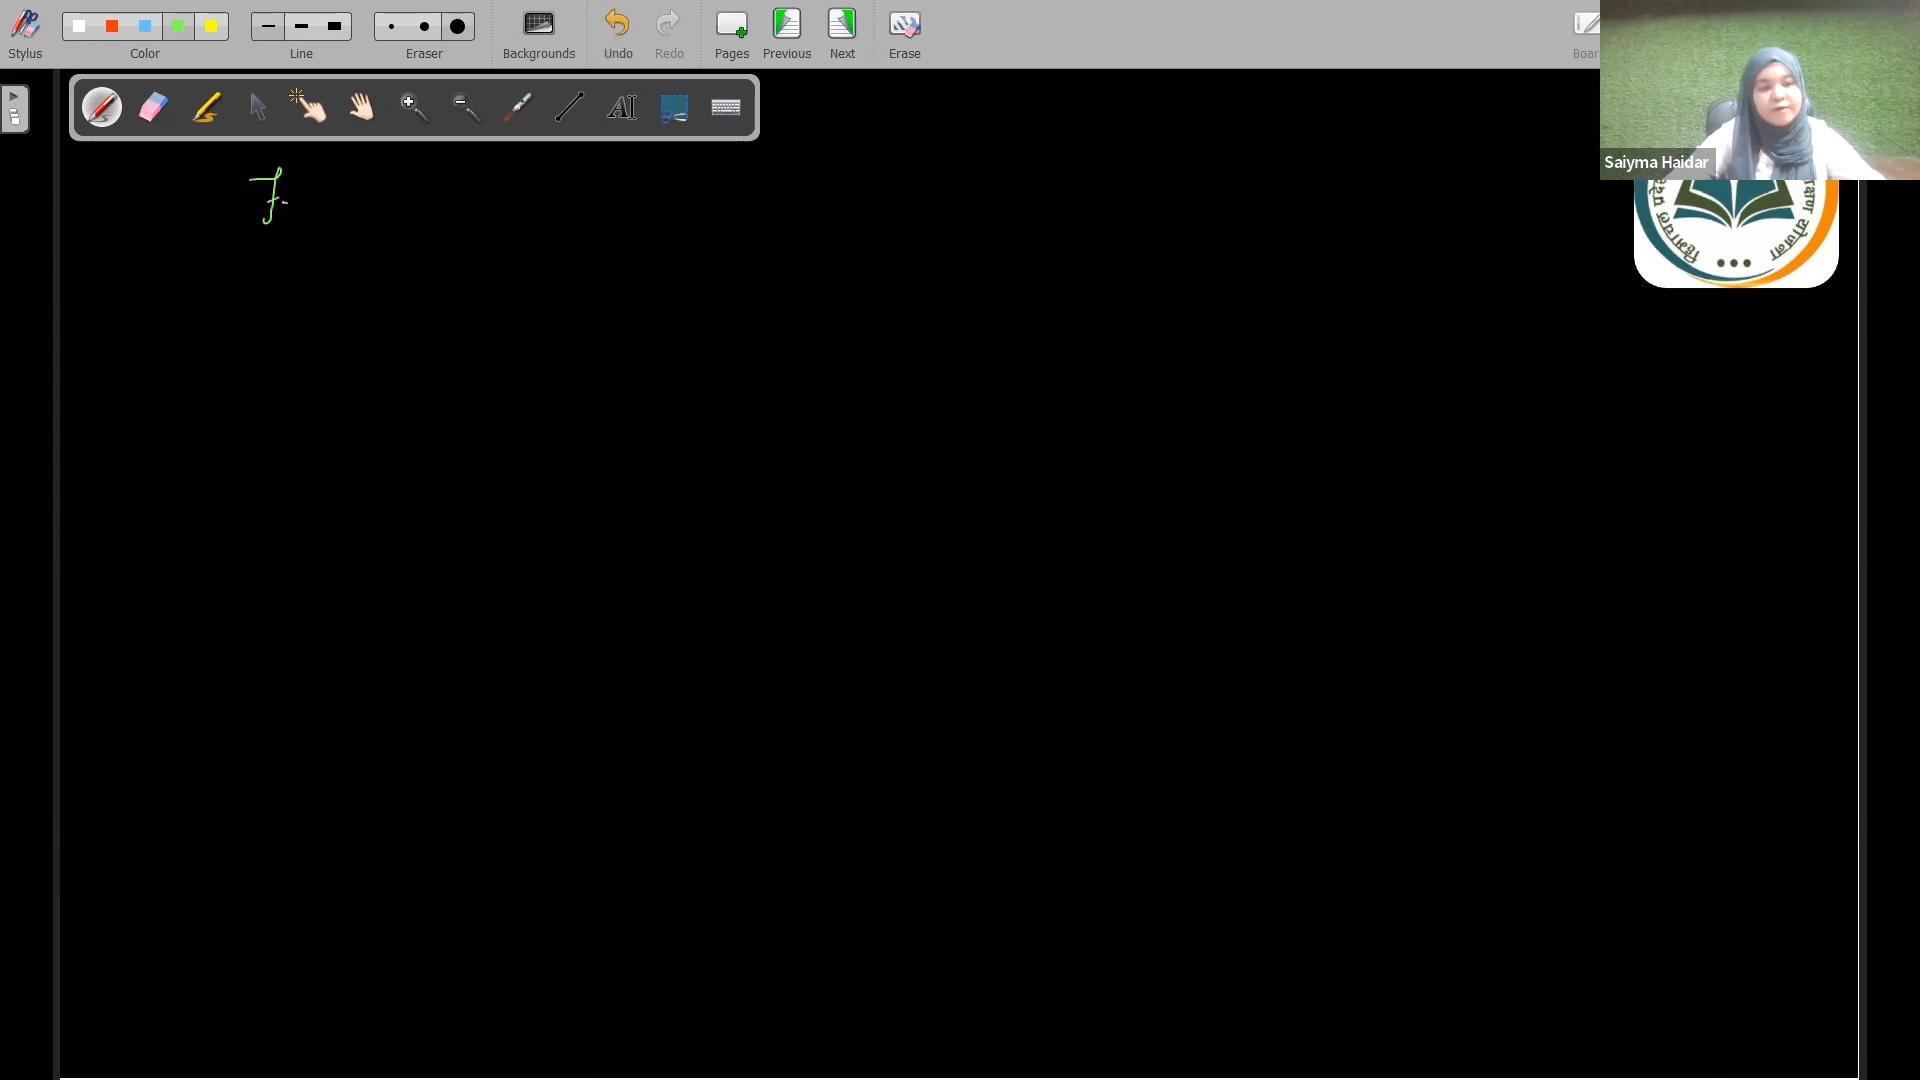 Stylus Color Line Eraser Backgrounds Undo Redo Pages Previous Next Erase
Saiyma Haidar
F